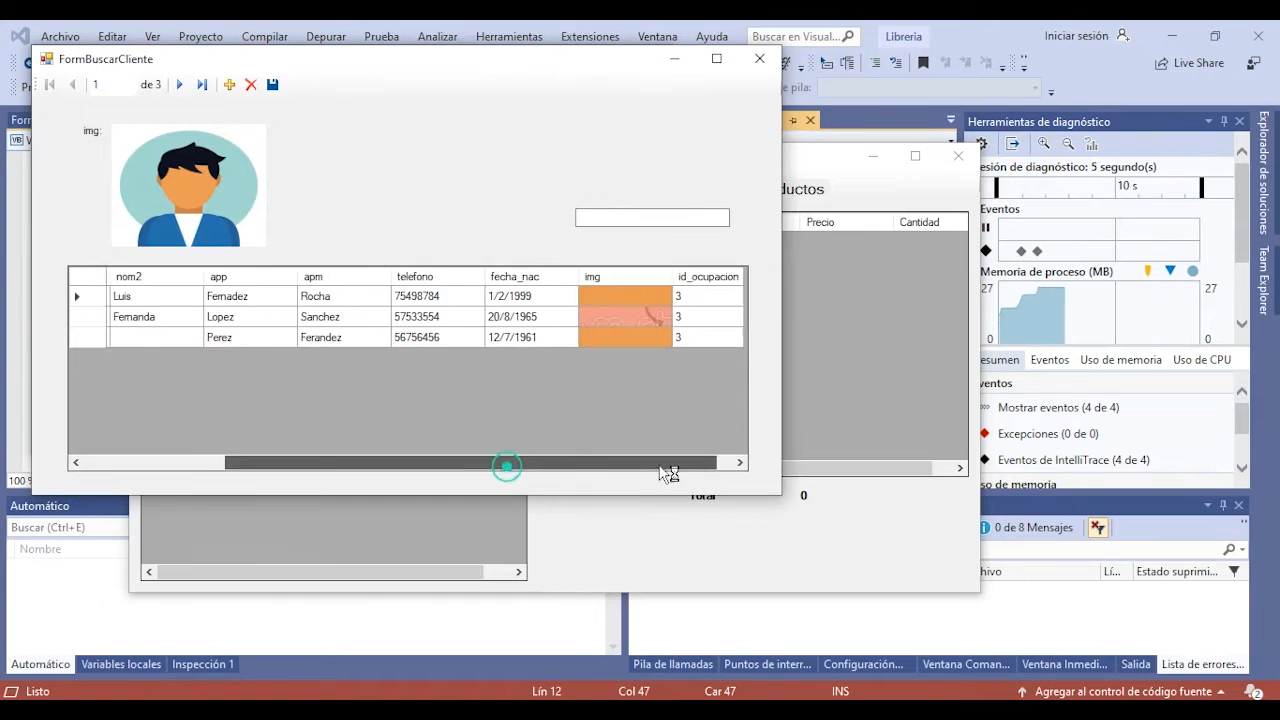 Archivo Editar Ver Proyecto Compilar Depurar Prueba Analizar Herramientas Extensiones Ventana Ayuda Buscar en Visual... Librería Iniciar sesión
FormBuscarCliente
Live Share
1 de 3
pila:
Herramientas de diagnóstico
img:
esión de diagnóstico: 5 segundo(s)
10 s
uctos
Eventos
Precio Cantidad
Memoria de proceso (MB)
27 27
0 0
nom2 app apm telefono fecha_nac img id_ocupacion
Luis Fernadez Rocha 75498784 1/2/1999 3
Fernanda Lopez Sanchez 57533554 20/8/1965 3
Perez Ferandez 56756456 12/7/1961 3
esumen Eventos Uso de memoria Uso de CPU
ventos
Mostrar eventos (4 de 4)
Excepciones (0 de 0)
Eventos de IntelliTrace (4 de 4)
so de memoria
100 %
Total 0
Automático
Buscar (Ctrl+E)
Nombre
0 de 8 Mensajes
hivo Lí... Estado suprimi...
Automático Variables locales Inspección 1
Pila de llamadas Puntos de interr... Configuración... Ventana Coman... Ventana Inmedi... Salida Lista de errores...
Explorador de soluciones
Team Explorer
Listo Lín 12 Col 47 Car 47 INS Agregar al control de código fuente 2